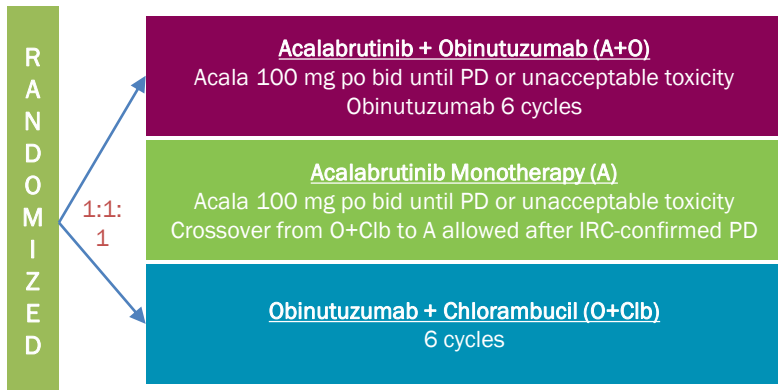 RANDOMIZED
1:1:
1
Acalabrutinib + Obinutuzumab (A+O)
Acala 100 mg po bid until PD or unacceptable toxicity
Obinutuzumab 6 cycles
Acalabrutinib Monotherapy (A)
Acala 100 mg po bid until PD or unacceptable toxicity
Crossover from O+Clb to A allowed after IRC-confirmed PD
Obinutuzumab + Chlorambucil (O+Clb)
6 cycles